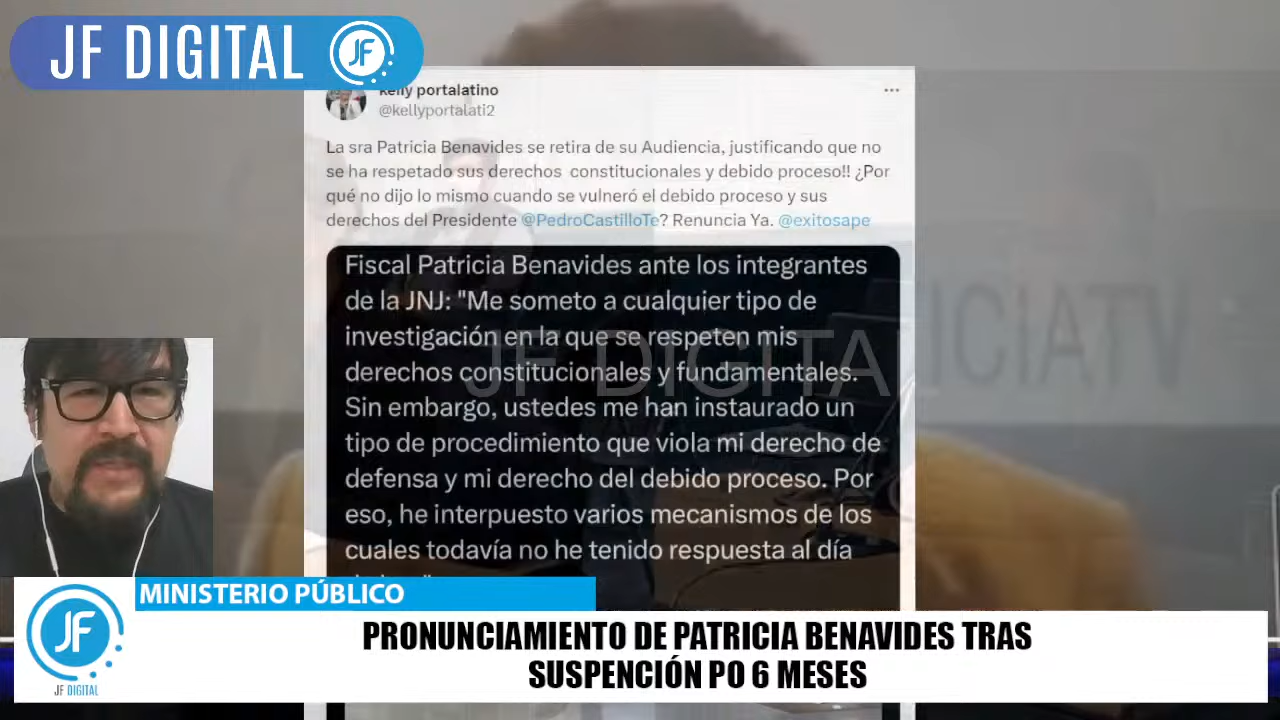 JF DIGITAL
JF
kelly portalatino
@kellyportalati2
La sra Patricia Benavides se retira de su Audiencia, justificando que no
se ha respetado sus derechos constitucionales y debido proceso!! ¿Por
qué no dijo lo mismo cuando se vulneró el debido proceso y sus
derechos del Presidente @PedroCastilloTe? Renuncia Ya. @exitosape
Fiscal Patricia Benavides ante los integrantes
de la JNJ: "Me someto a cualquier tipo de
investigación en la que se respeten mis
derechos constitucionales y fundamentales.
Sin embargo, ustedes me han instaurado un
tipo de procedimiento que viola mi derecho de
defensa y mi derecho del debido proceso. Por
eso, he interpuesto varios mecanismos de los
cuales todavía no he tenido respuesta al día
JF DIGITAL
ICIATV
MINISTERIO PÚBLICO
JF
JF DIGITAL
PRONUNCIAMIENTO DE PATRICIA BENAVIDES TRAS
SUSPENCIÓN PO 6 MESES